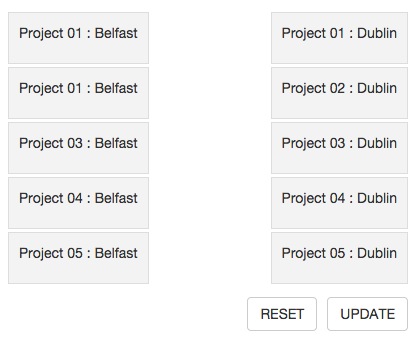 Project 01 : Belfast
Project 01 : Belfast
Project 03 : Belfast
Project 04 : Belfast
Project 05 : Belfast
Project 01 : Dublin
Project 02 : Dublin
Project 03 : Dublin
Project 04 : Dublin
Project 05 : Dublin
RESET
UPDATE